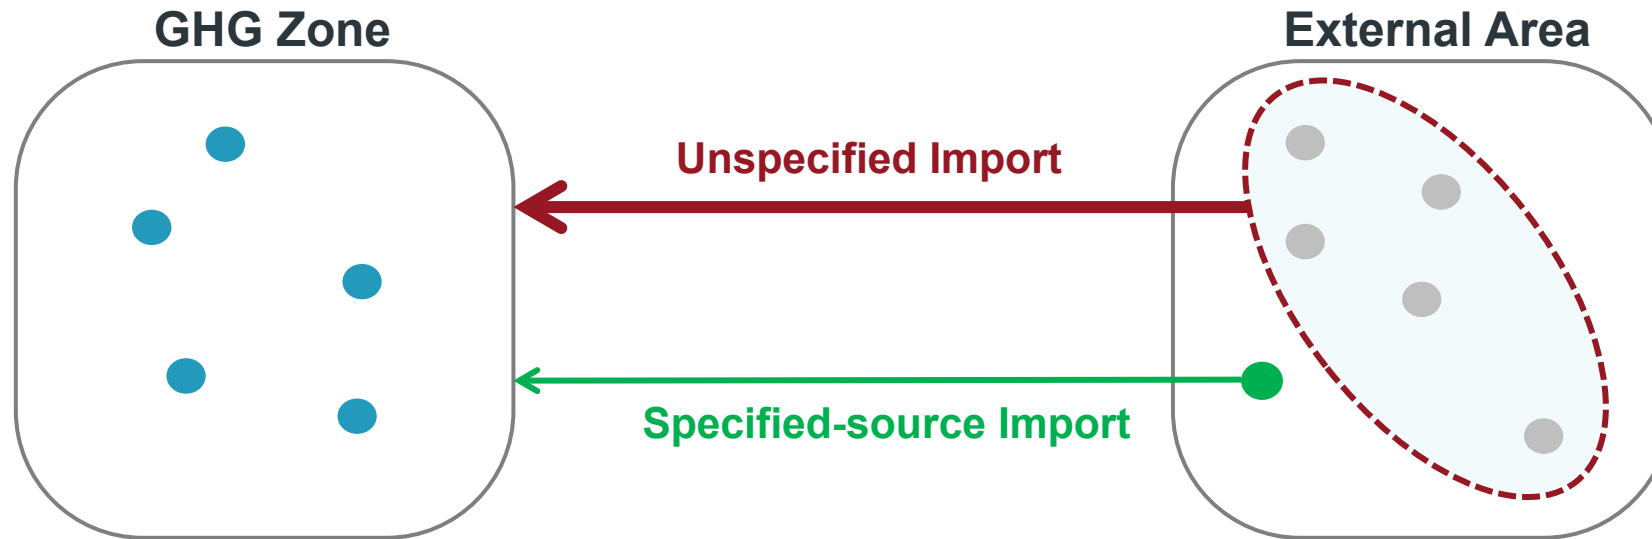 GHG Zone
External Area
Unspecified Import
Specified-source Import